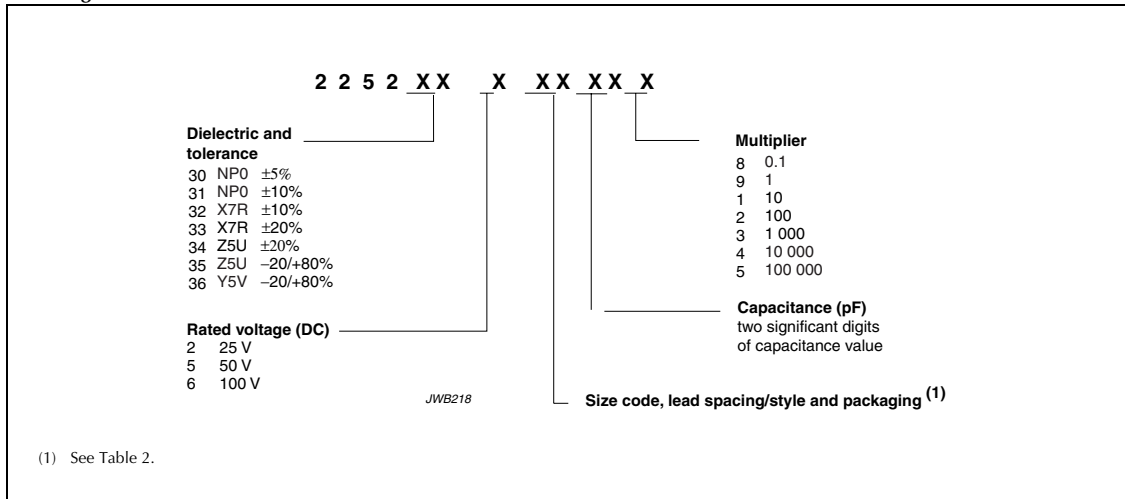 2 2 5 2 X X X X X X X X
Dielectric and
tolerance
30 NP0 ±5%
31 NP0 ±10%
32 X7R ±10%
33 X7R ±20%
34 Z5U ±20%
35 Z5U −20/+80%
36 Y5V −20/+80%
Rated voltage (DC)
2 25 V
5 50 V
6 100 V
Multiplier
8 0.1
9 1
1 10
2 100
3 1 000
4 10 000
5 100 000
Capacitance (pF)
two significant digits
of capacitance value
JWB218
Size code, lead spacing/style and packaging (1)
(1) See Table 2.